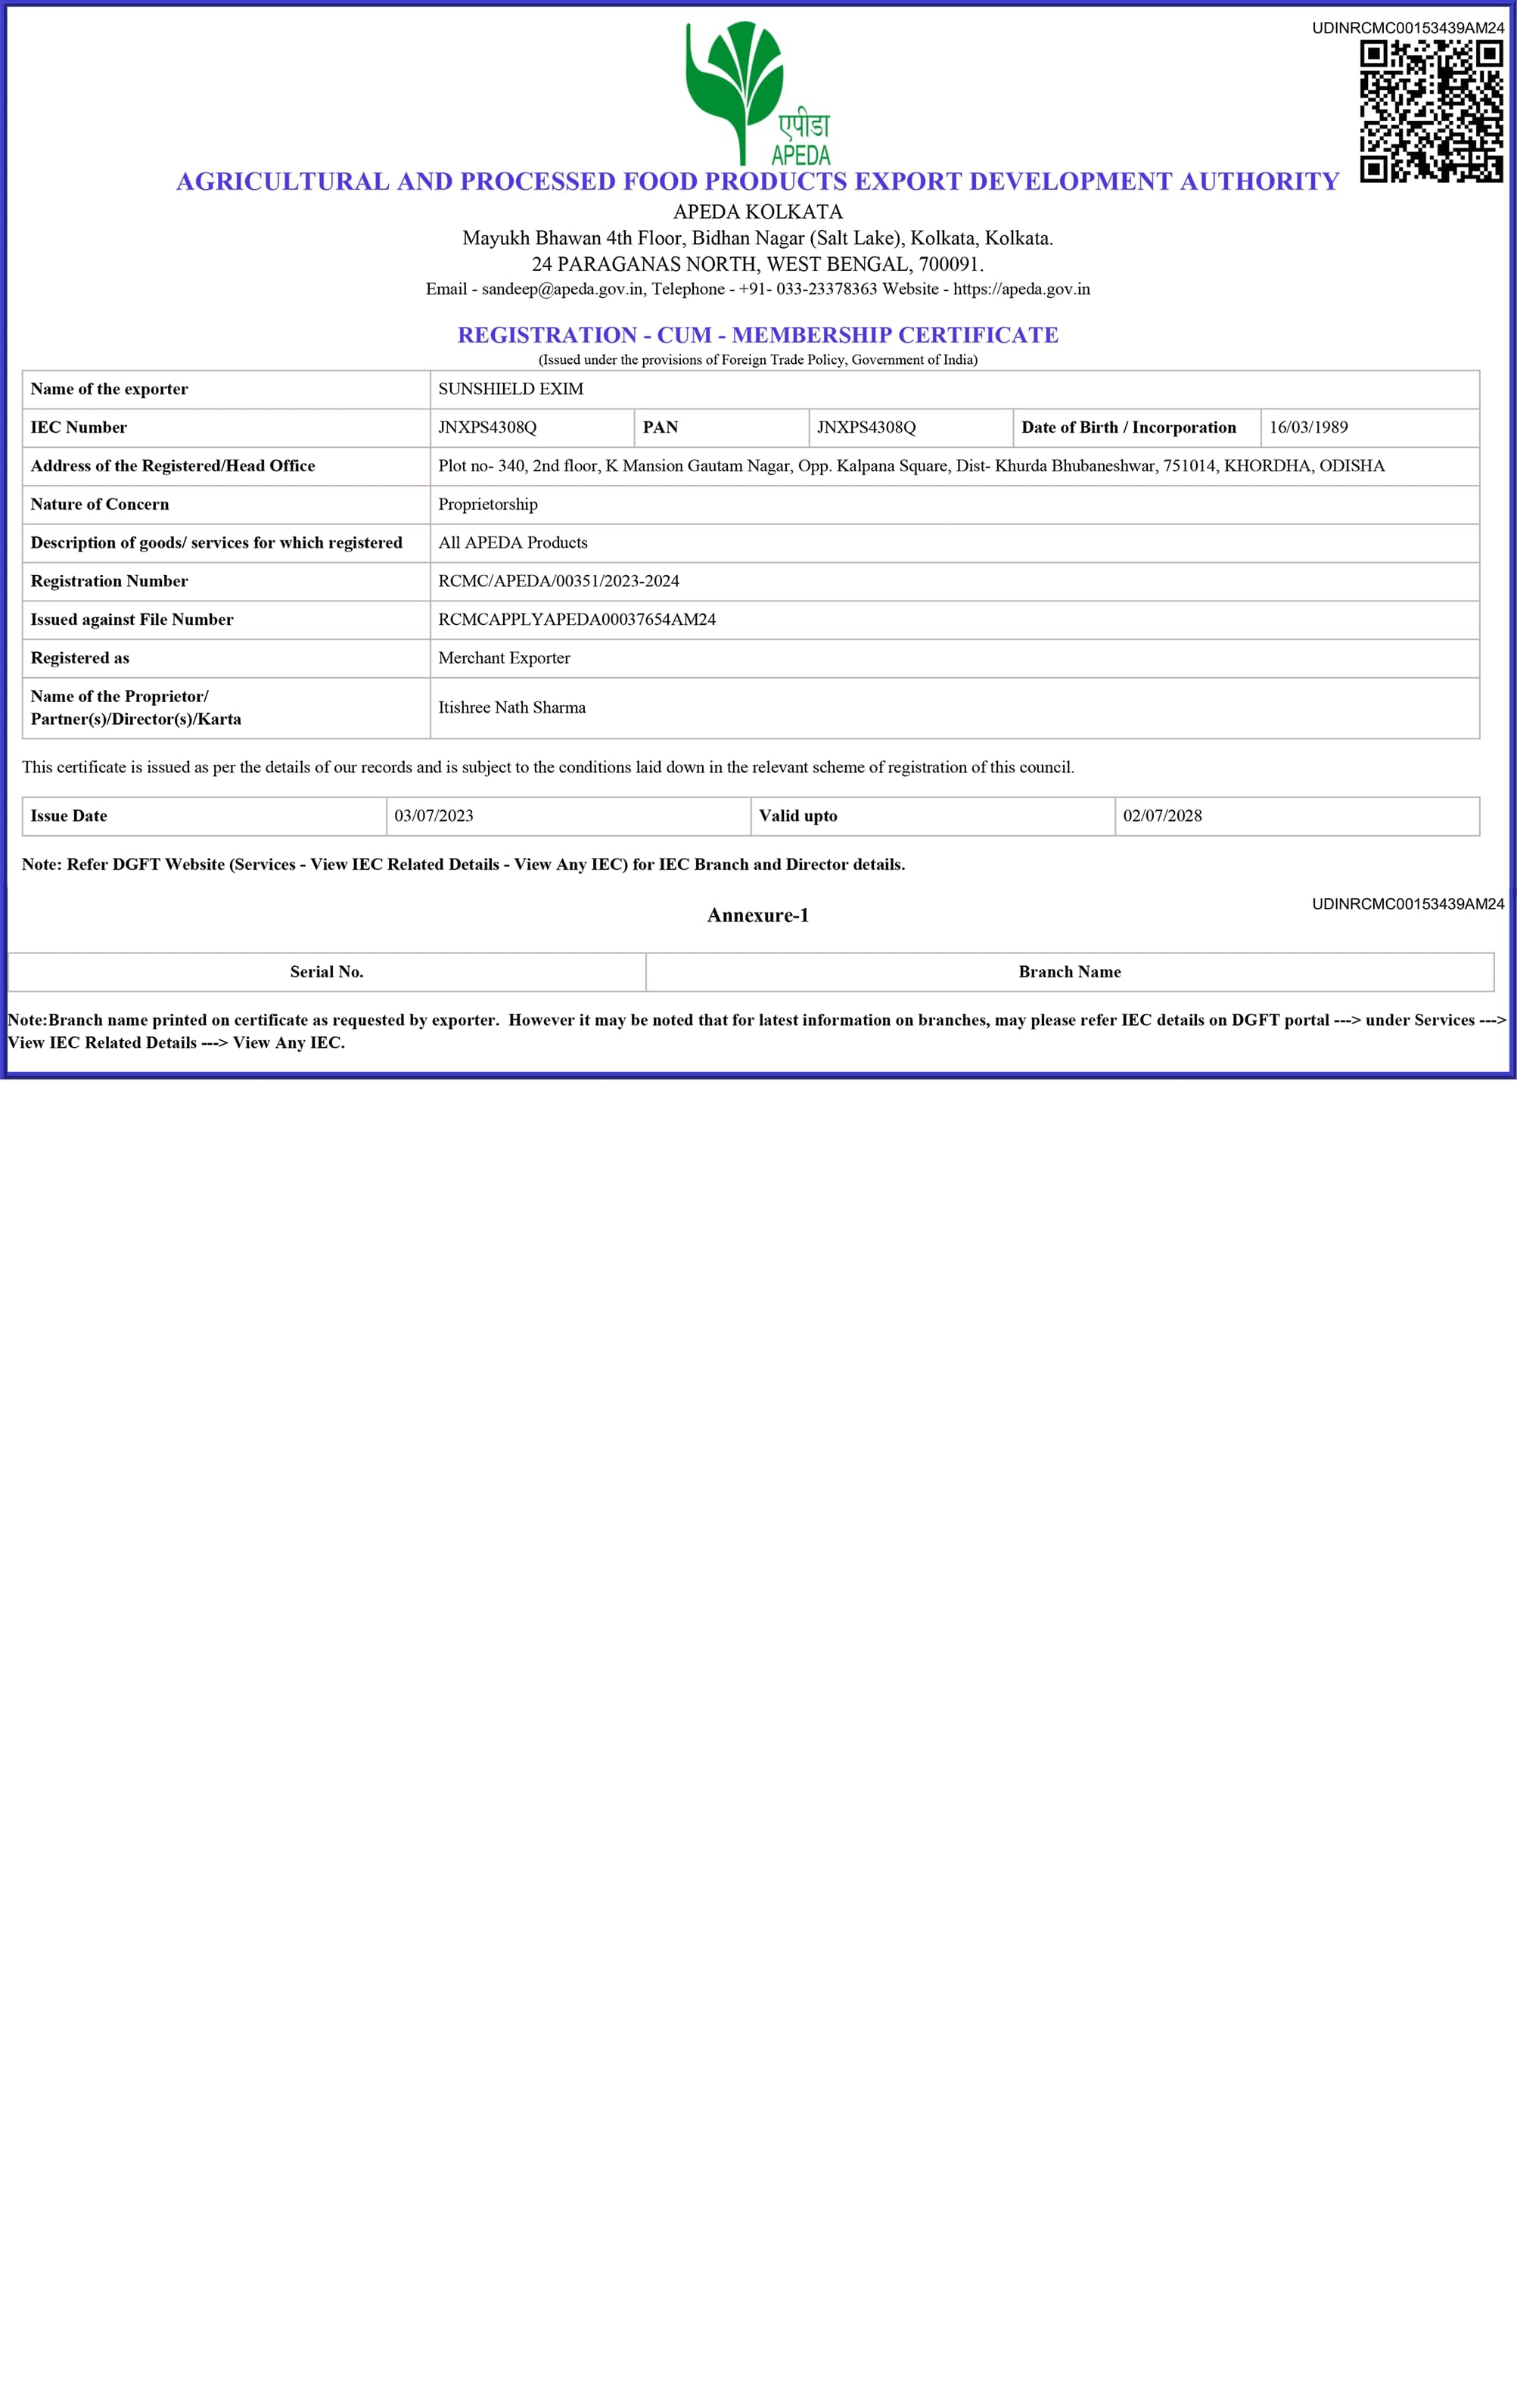 UDINRCMC00153439AM24
एपीडा
APEDA
AGRICULTURAL AND PROCESSED FOOD PRODUCTS EXPORT DEVELOPMENT AUTHORITY
APEDA KOLKATA
Mayukh Bhawan 4th Floor, Bidhan Nagar (Salt Lake), Kolkata, Kolkata.
24 PARAGANAS NORTH, WEST BENGAL, 700091.
Email - sandeep@apeda.gov.in, Telephone - +91- 033-23378363 Website - https://apeda.gov.in
REGISTRATION - CUM - MEMBERSHIP CERTIFICATE
(Issued under the provisions of Foreign Trade Policy, Government of India)
Name of the exporter SUNSHIELD EXIM
IEC Number JNXPS4308Q PAN JNXPS4308Q Date of Birth / Incorporation 16/03/1989
Address of the Registered/Head Office Plot no- 340, 2nd floor, K Mansion Gautam Nagar, Opp. Kalpana Square, Dist- Khurda Bhubaneshwar, 751014, KHORDHA, ODISHA
Nature of Concern Proprietorship
Description of goods/ services for which registered All APEDA Products
Registration Number RCMC/APEDA/00351/2023-2024
Issued against File Number RCMCAPPLYAPEDA00037654AM24
Registered as Merchant Exporter
Name of the Proprietor/
Partner(s)/Director(s)/Karta Itishree Nath Sharma
This certificate is issued as per the details of our records and is subject to the conditions laid down in the relevant scheme of registration of this council.
Issue Date 03/07/2023 Valid upto 02/07/2028
Note: Refer DGFT Website (Services - View IEC Related Details - View Any IEC) for IEC Branch and Director details.
UDINRCMC00153439AM24
Annexure-1
Serial No. Branch Name
Note:Branch name printed on certificate as requested by exporter. However it may be noted that for latest information on branches, may please refer IEC details on DGFT portal ---> under Services --->
View IEC Related Details ---> View Any IEC.